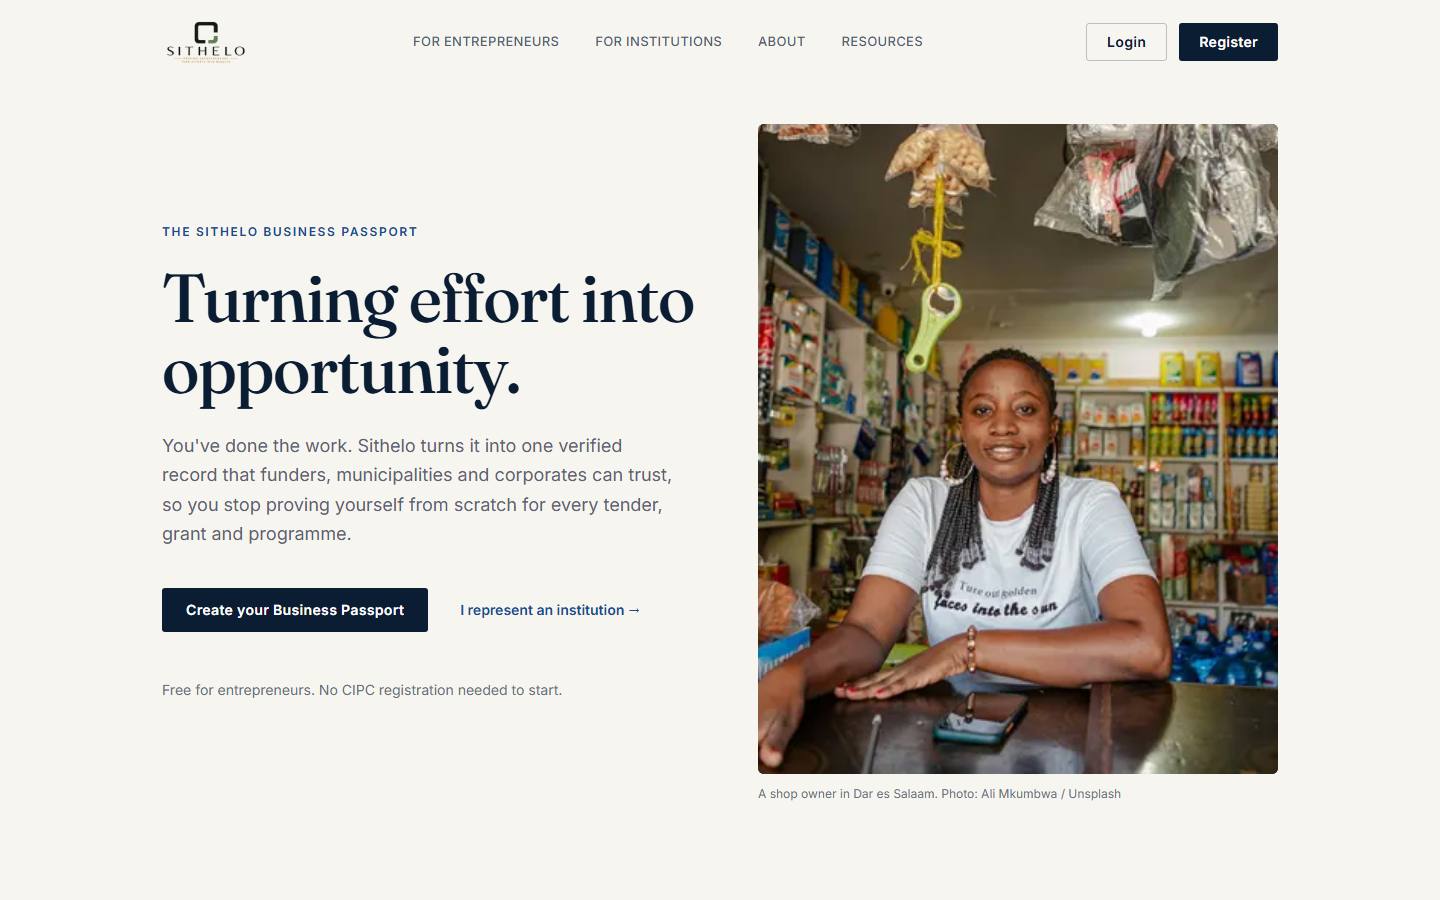 SITHELO
FOR ENTREPRENEURS
FOR INSTITUTIONS
ABOUT
RESOURCES
Login
Register
THE SITHELO BUSINESS PASSPORT
Turning effort into
opportunity.
You've done the work. Sithelo turns it into one verified
record that funders, municipalities and corporates can trust,
so you stop proving yourself from scratch for every tender,
grant and programme.
Create your Business Passport
I represent an institution →
Free for entrepreneurs. No CIPC registration needed to start.
golden
faces into the sun
A shop owner in Dar es Salaam. Photo: Ali Mkumbwa / Unsplash